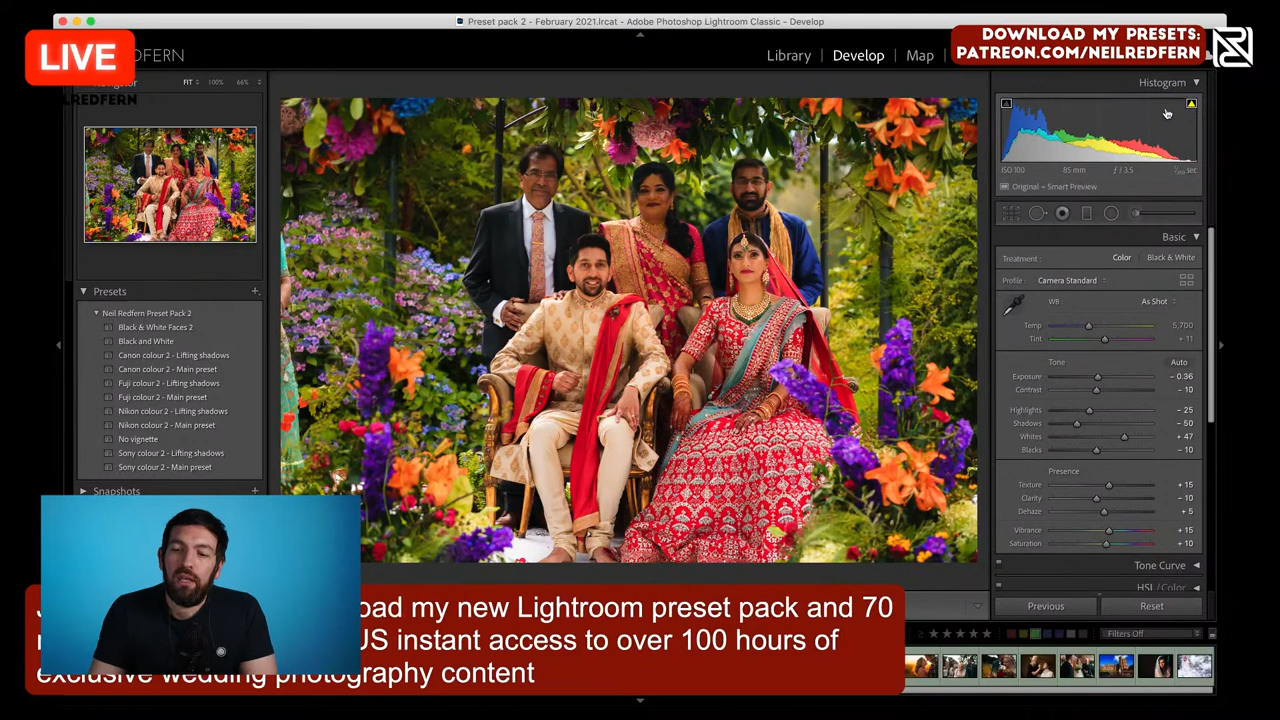 Preset pack 2 - February 2021.lrcat - Adobe Photoshop Lightroom Classic - Develop
LIVE
DOWNLOAD MY PRESETS:
PATREON.COM/NEILREDFERN
Library | Develop | Map
FIT 100% 66%
Histogram
ISO 100 85 mm ƒ / 3.5 sec
Original + Smart Preview
Basic
Treatment : Color Black & White
Profile : Camera Standard
WB : As Shot
Temp 5,700
Tint + 11
Tone Auto
Exposure - 0.36
Contrast - 10
Highlights - 25
Shadows - 50
Whites + 47
Blacks - 10
Presence
Texture + 15
Clarity - 10
Dehaze + 5
Vibrance + 15
Saturation + 10
Tone Curve
HSL / Color
Previous Reset
Filters Off
Presets +
Neil Redfern Preset Pack 2
Black & White Faces 2
Black and White
Canon colour 2 - Lifting shadows
Canon colour 2 - Main preset
Fuji colour 2 - Lifting shadows
Fuji colour 2 - Main preset
Nikon colour 2 - Lifting shadows
Nikon colour 2 - Main preset
No vignette
Sony colour 2 - Lifting shadows
Sony colour 2 - Main preset
Snapshots +
my new Lightroom preset pack and 70
instant access to over 100 hours of
exclusive wedding photography content